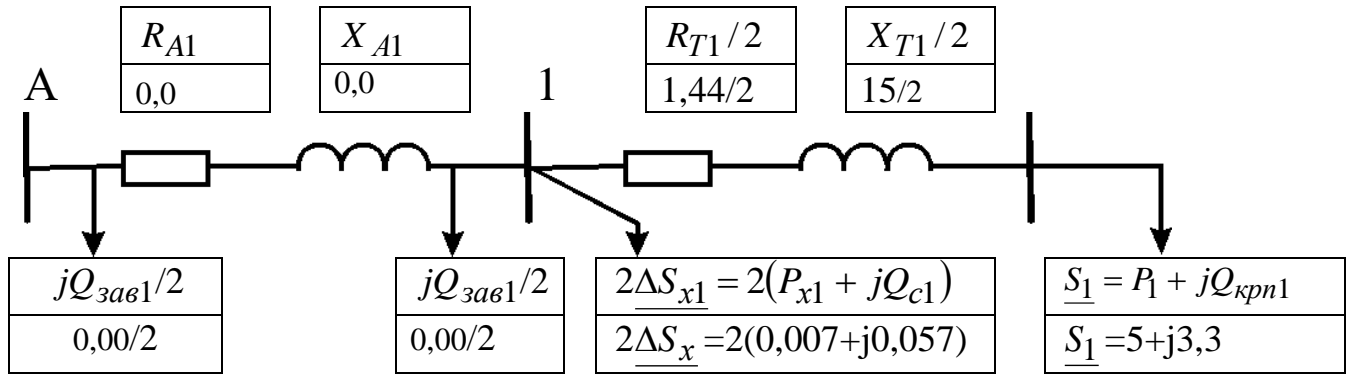 R_A1
X_A1
R_T1/2
X_T1/2
0,0
0,0
1,44/2
15/2
А
1
jQ_зав1/2
jQ_зав1/2
2ΔS_x1 = 2(P_x1 + jQ_c1)
S_1 = P_1 + jQ_крп1
0,00/2
0,00/2
2ΔS_x =2(0,007+j0,057)
S_1 =5+j3,3